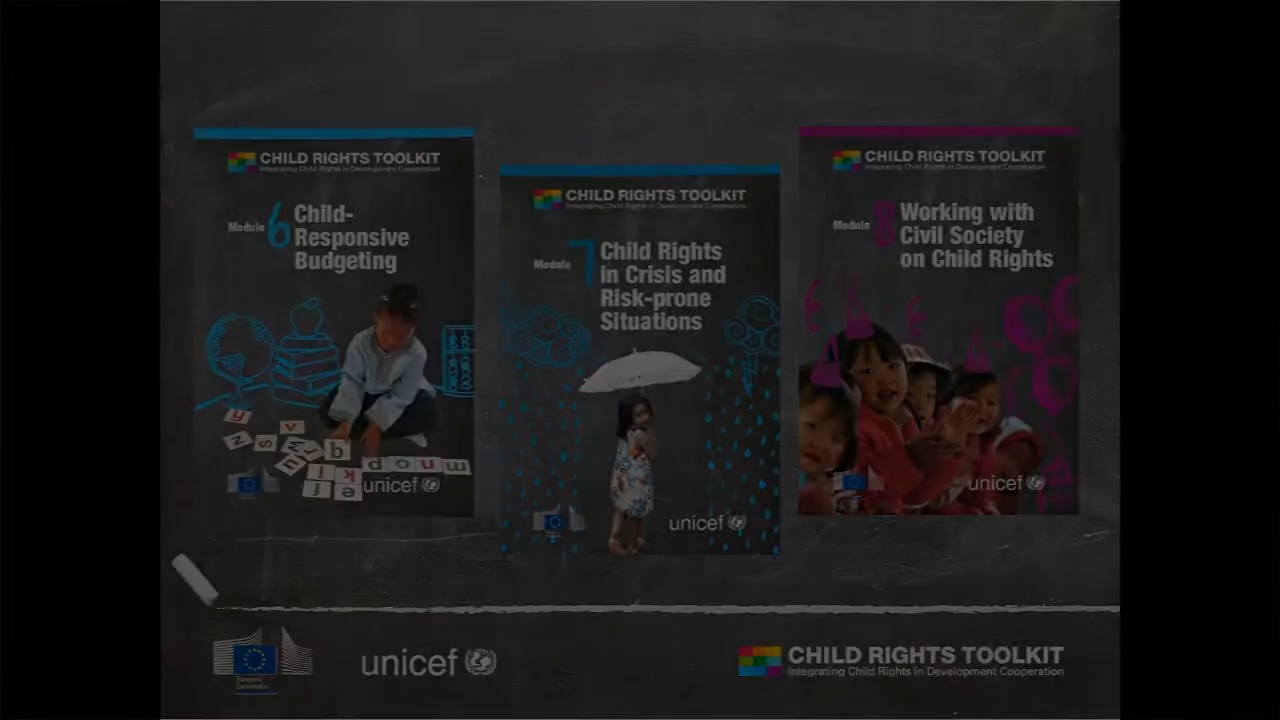 CHILD RIGHTS TOOLKIT
Integrating Child Rights in Development Cooperation
Module 6
Child-
Responsive
Budgeting
y
v
z
s
b
d
o
u
m
k
e
unicef
CHILD RIGHTS TOOLKIT
Integrating Child Rights in Development Cooperation
Module 7
Child Rights
in Crisis and
Risk-prone
Situations
unicef
CHILD RIGHTS TOOLKIT
Integrating Child Rights in Development Cooperation
Module 8
Working with
Civil Society
on Child Rights
unicef
European
Commission
unicef
CHILD RIGHTS TOOLKIT
Integrating Child Rights in Development Cooperation